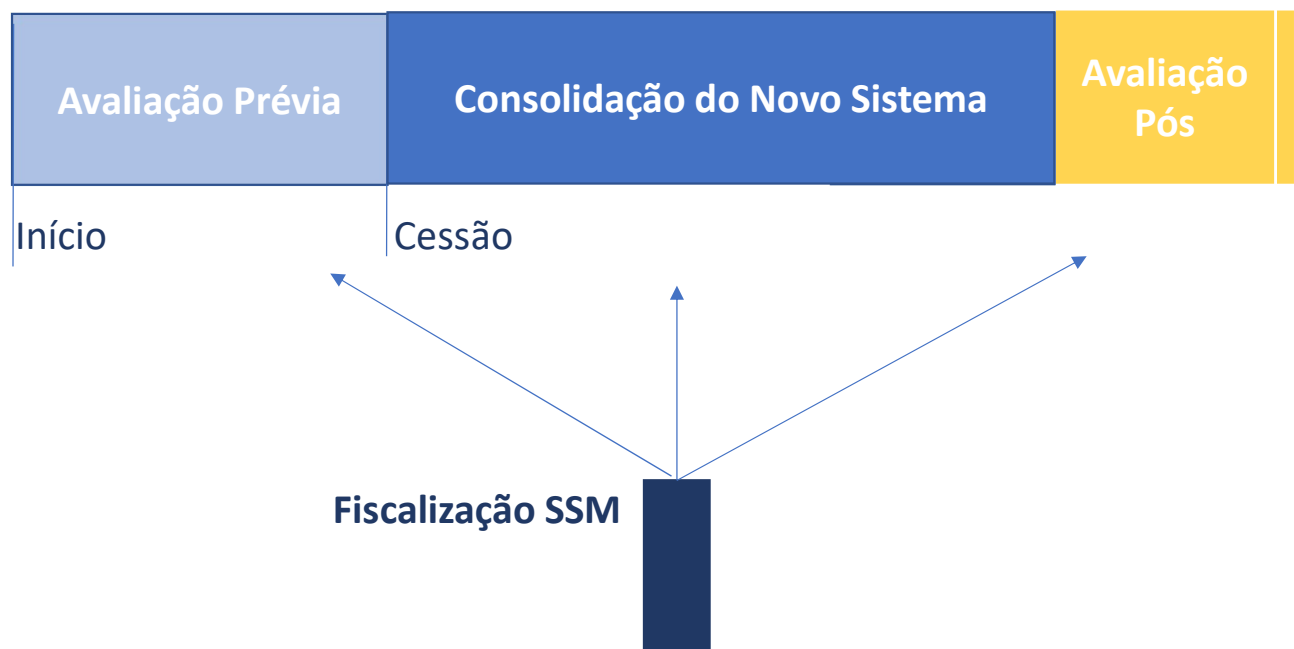 Avaliação Prévia
Consolidação do Novo Sistema
Avaliação
Pós
Início
Cessão
Fiscalização SSM